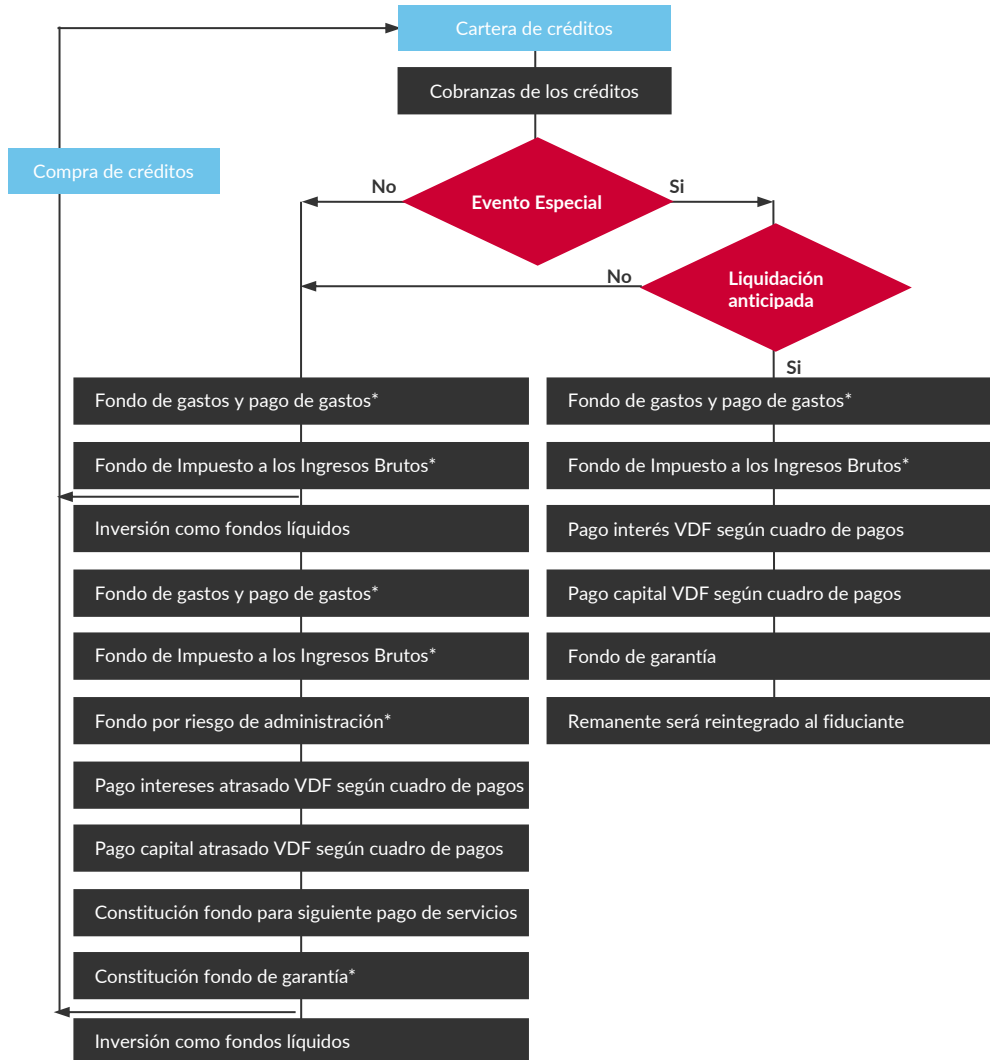 Cartera de créditos
Cobranzas de los créditos
Compra de créditos
No
Evento Especial
Si
No
Liquidación
anticipada
Si
Fondo de gastos y pago de gastos*
Fondo de Impuesto a los Ingresos Brutos*
Inversión como fondos líquidos
Fondo de gastos y pago de gastos*
Fondo de Impuesto a los Ingresos Brutos*
Fondo por riesgo de administración*
Pago intereses atrasado VDF según cuadro de pagos
Pago capital atrasado VDF según cuadro de pagos
Constitución fondo para siguiente pago de servicios
Constitución fondo de garantía*
Inversión como fondos líquidos
Fondo de gastos y pago de gastos*
Fondo de Impuesto a los Ingresos Brutos*
Pago interés VDF según cuadro de pagos
Pago capital VDF según cuadro de pagos
Fondo de garantía
Remanente será reintegrado al fiduciante